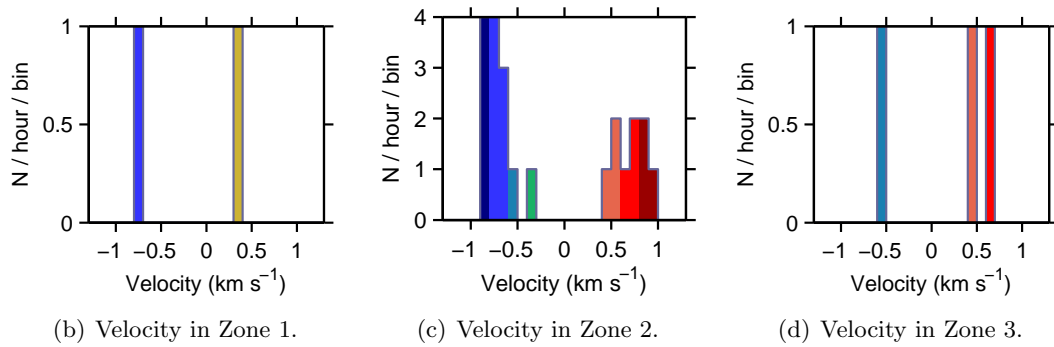 1
0.5
0
N / hour / bin
−1 −0.5 0 0.5 1
Velocity (km s⁻¹)
(b) Velocity in Zone 1.
4
3
2
1
0
N / hour / bin
−1 −0.5 0 0.5 1
Velocity (km s⁻¹)
(c) Velocity in Zone 2.
1
0.5
0
N / hour / bin
−1 −0.5 0 0.5 1
Velocity (km s⁻¹)
(d) Velocity in Zone 3.